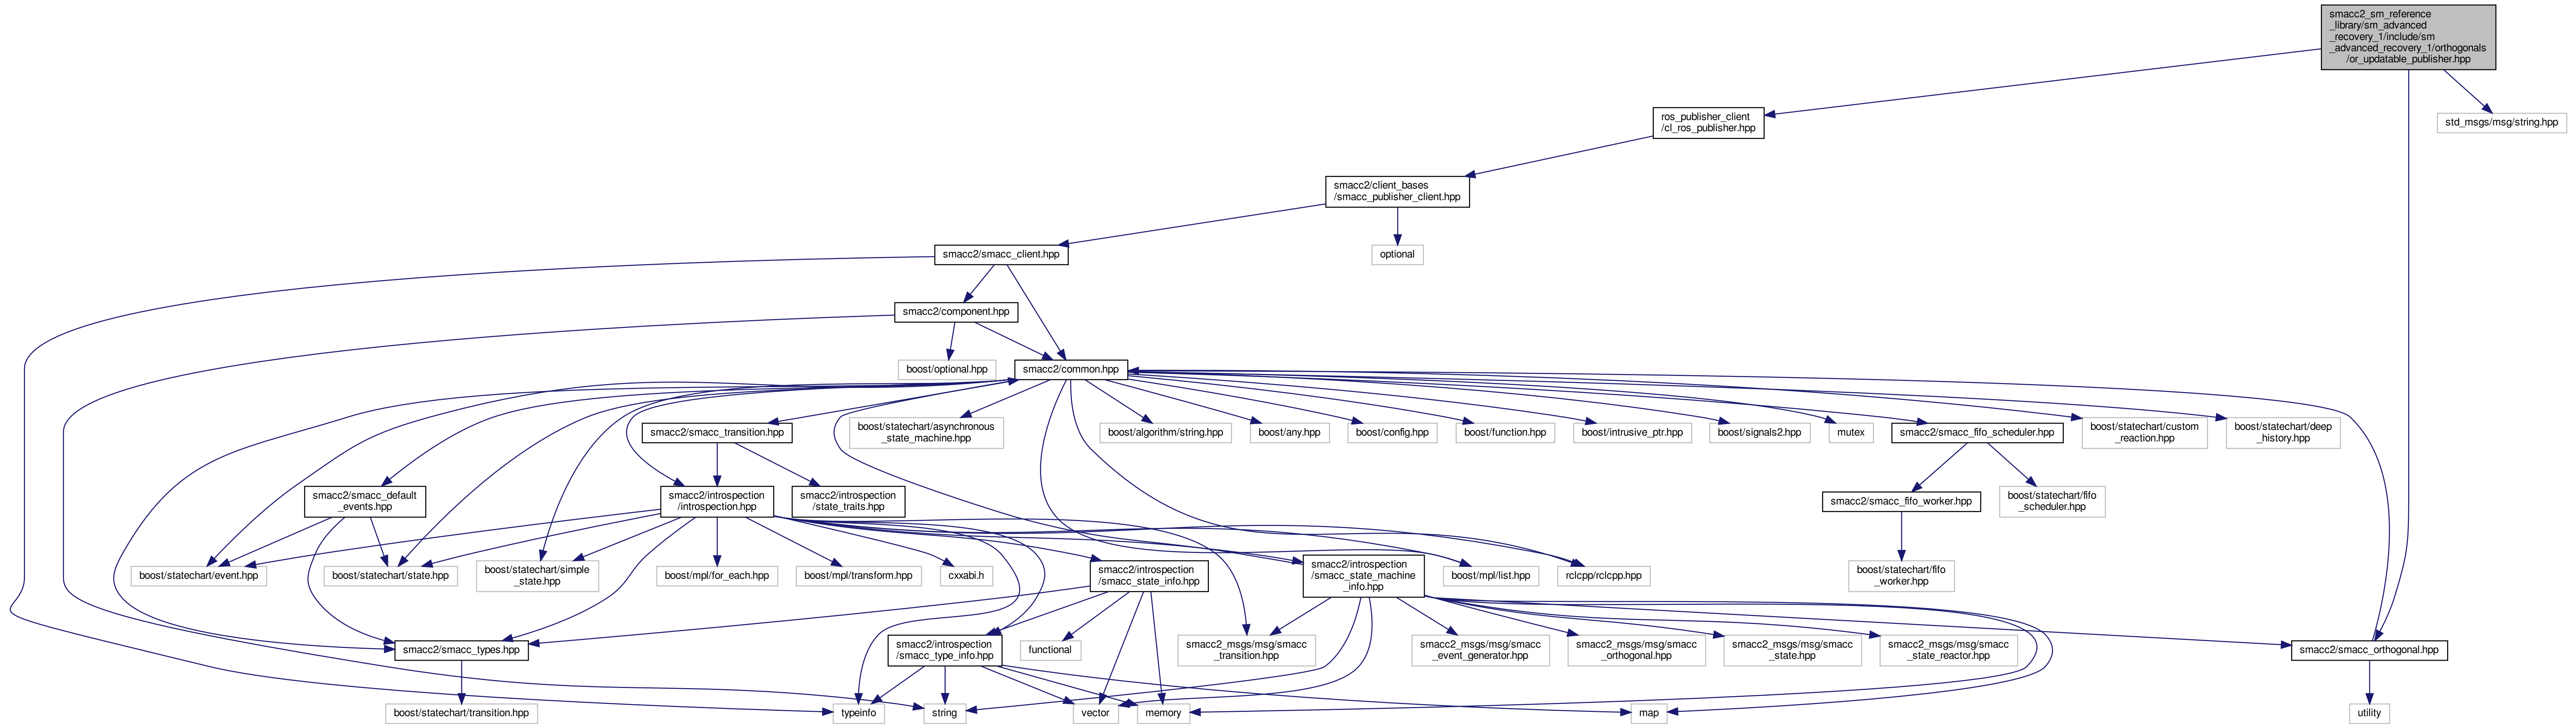 smacc2_sm_reference
_library/sm_advanced
_recovery_1/include/sm
_advanced_recovery_1/orthogonals
/or_updatable_publisher.hpp
ros_publisher_client
/cl_ros_publisher.hpp
std_msgs/msg/string.hpp
smacc2/client_bases
/smacc_publisher_client.hpp
smacc2/smacc_client.hpp
optional
smacc2/component.hpp
boost/optional.hpp
smacc2/common.hpp
smacc2/smacc_transition.hpp
boost/statechart/asynchronous
_state_machine.hpp
boost/algorithm/string.hpp
boost/any.hpp
boost/config.hpp
boost/function.hpp
boost/intrusive_ptr.hpp
boost/signals2.hpp
mutex
smacc2/smacc_fifo_scheduler.hpp
boost/statechart/custom
_reaction.hpp
boost/statechart/deep
_history.hpp
smacc2/smacc_default
_events.hpp
smacc2/introspection
/introspection.hpp
smacc2/introspection
/state_traits.hpp
smacc2/smacc_fifo_worker.hpp
boost/statechart/fifo
_scheduler.hpp
boost/statechart/event.hpp
boost/statechart/state.hpp
boost/statechart/simple
_state.hpp
boost/mpl/for_each.hpp
boost/mpl/transform.hpp
cxxabi.h
smacc2/introspection
/smacc_state_info.hpp
smacc2/introspection
/smacc_state_machine
_info.hpp
boost/mpl/list.hpp
rclcpp/rclcpp.hpp
boost/statechart/fifo
_worker.hpp
smacc2/smacc_types.hpp
smacc2/introspection
/smacc_type_info.hpp
functional
smacc2_msgs/msg/smacc
_transition.hpp
smacc2_msgs/msg/smacc
_event_generator.hpp
smacc2_msgs/msg/smacc
_orthogonal.hpp
smacc2_msgs/msg/smacc
_state.hpp
smacc2_msgs/msg/smacc
_state_reactor.hpp
smacc2/smacc_orthogonal.hpp
boost/statechart/transition.hpp
typeinfo
string
vector
memory
map
utility